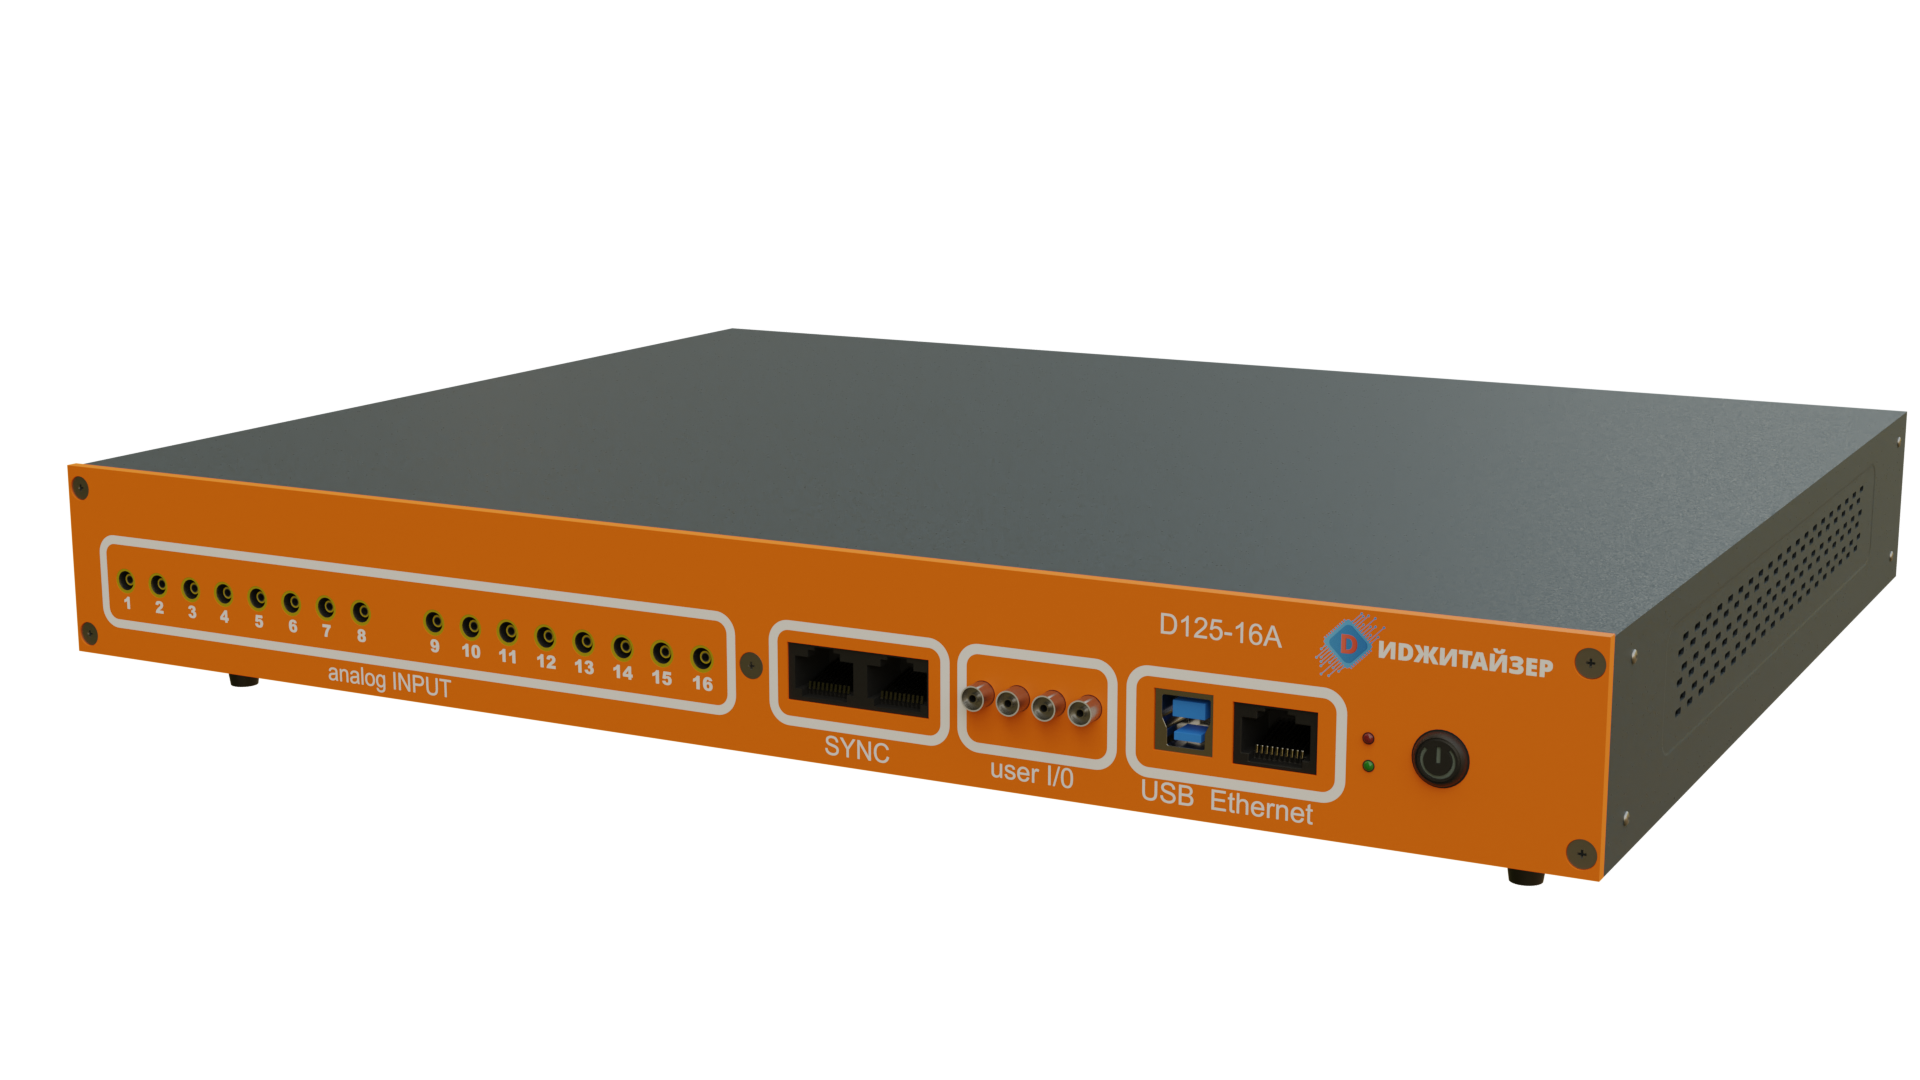 D125-16A
D ИDЖИТАЙЗЕР
1 2 3 4 5 6 7 8 9 10 11 12 13 14 15 16
analog INPUT
SYNC
user I/0
USB Ethernet